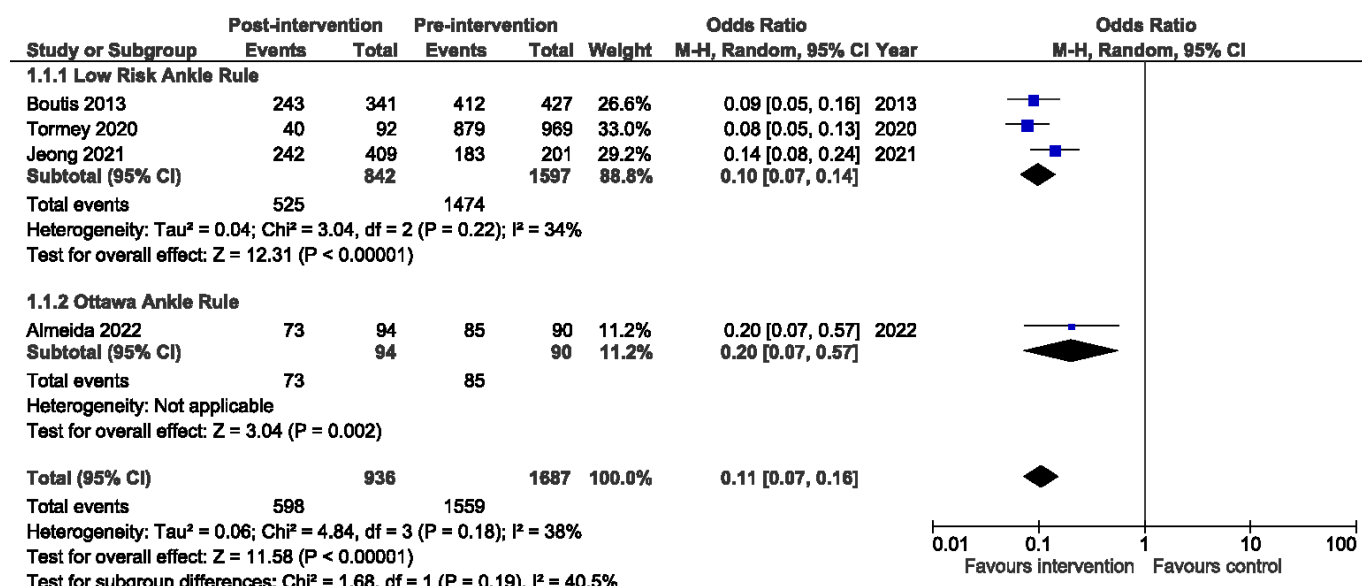 Post-intervention Pre-intervention Odds Ratio Odds Ratio
Study or Subgroup Events Total Events Total Weight M-H, Random, 95% CI Year M-H, Random, 95% CI
1.1.1 Low Risk Ankle Rule
Boutis 2013 243 341 412 427 26.6% 0.09 [0.05, 0.16] 2013
Tormey 2020 40 92 879 969 33.0% 0.08 [0.05, 0.13] 2020
Jeong 2021 242 409 183 201 29.2% 0.14 [0.08, 0.24] 2021
Subtotal (95% CI) 842 1597 88.8% 0.10 [0.07, 0.14]
Total events 525 1474
Heterogeneity: Tau² = 0.04; Chi² = 3.04, df = 2 (P = 0.22); I² = 34%
Test for overall effect: Z = 12.31 (P < 0.00001)
1.1.2 Ottawa Ankle Rule
Almeida 2022 73 94 85 90 11.2% 0.20 [0.07, 0.57] 2022
Subtotal (95% CI) 94 90 11.2% 0.20 [0.07, 0.57]
Total events 73 85
Heterogeneity: Not applicable
Test for overall effect: Z = 3.04 (P = 0.002)
Total (95% CI) 936 1687 100.0% 0.11 [0.07, 0.16]
Total events 598 1559
Heterogeneity: Tau² = 0.06; Chi² = 4.84, df = 3 (P = 0.18); I² = 38%
Test for overall effect: Z = 11.58 (P < 0.00001)
Test for subgroup differences: Chi² = 1.68, df = 1 (P = 0.19), I² = 40.5%
0.01 0.1 1 10 100
Favours intervention Favours control